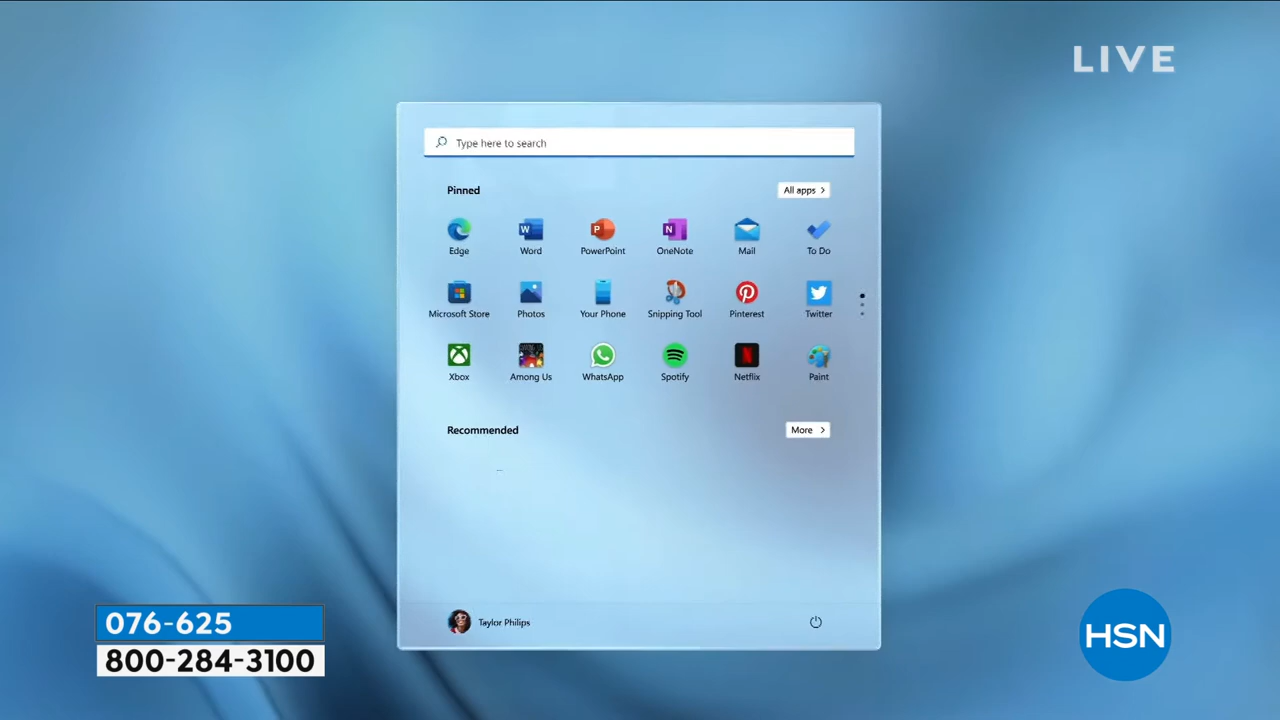 LIVE
Type here to search
Pinned
All apps >
Edge Word PowerPoint OneNote Mail To Do
Microsoft Store Photos Your Phone Snipping Tool Pinterest Twitter
Xbox Among Us WhatsApp Spotify Netflix Paint
Recommended
More >
Taylor Philips
076-625
800-284-3100
HSN